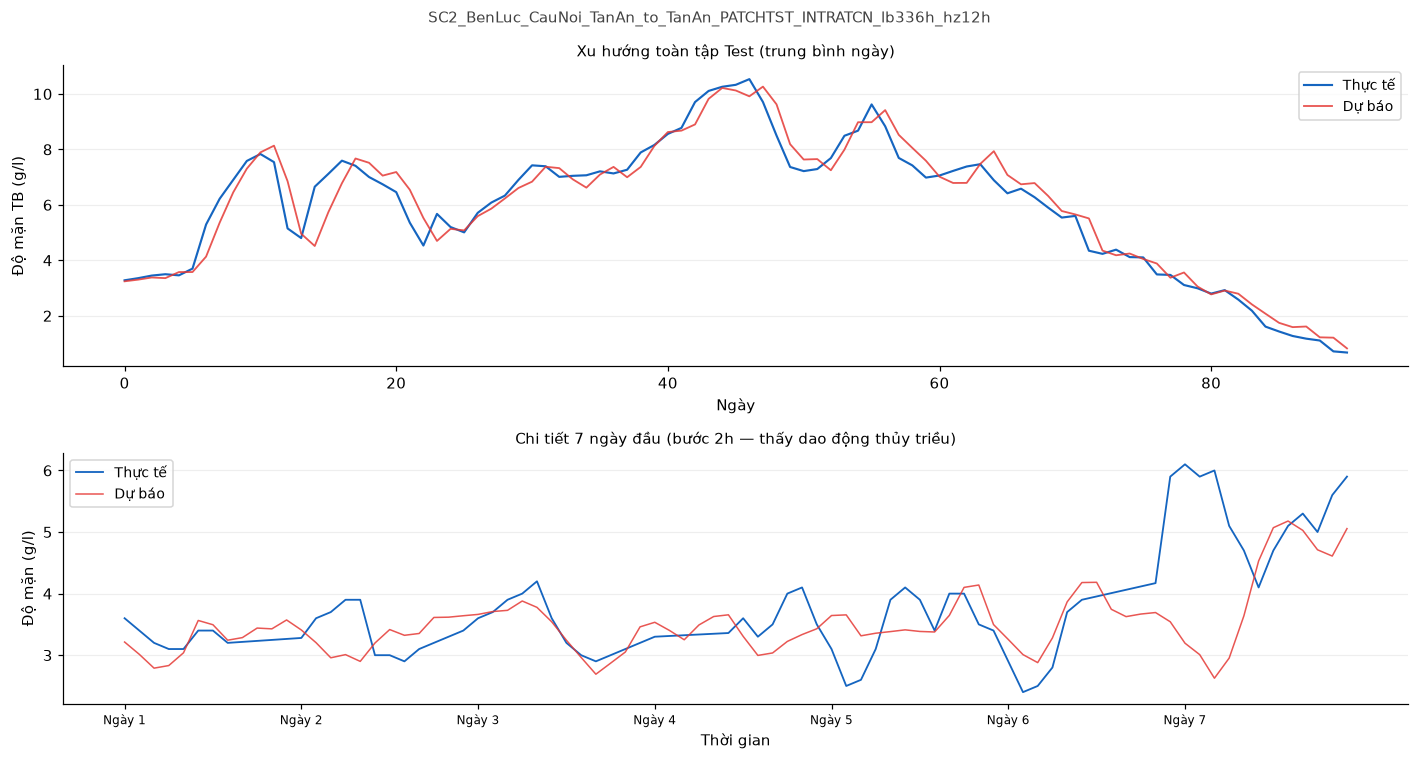 SC2_BenLuc_CauNoi_TanAn_to_TanAn_PATCHTST_INTRATCN_lb336h_hz12h
Xu hướng toàn tập Test (trung bình ngày)
Thực tế
Dự báo
Độ mặn TB (g/l)
10
8
6
4
2
0 20 40 60 80
Ngày
Chi tiết 7 ngày đầu (bước 2h — thấy dao động thủy triều)
Thực tế
Dự báo
Độ mặn (g/l)
6
5
4
3
Ngày 1 Ngày 2 Ngày 3 Ngày 4 Ngày 5 Ngày 6 Ngày 7
Thời gian